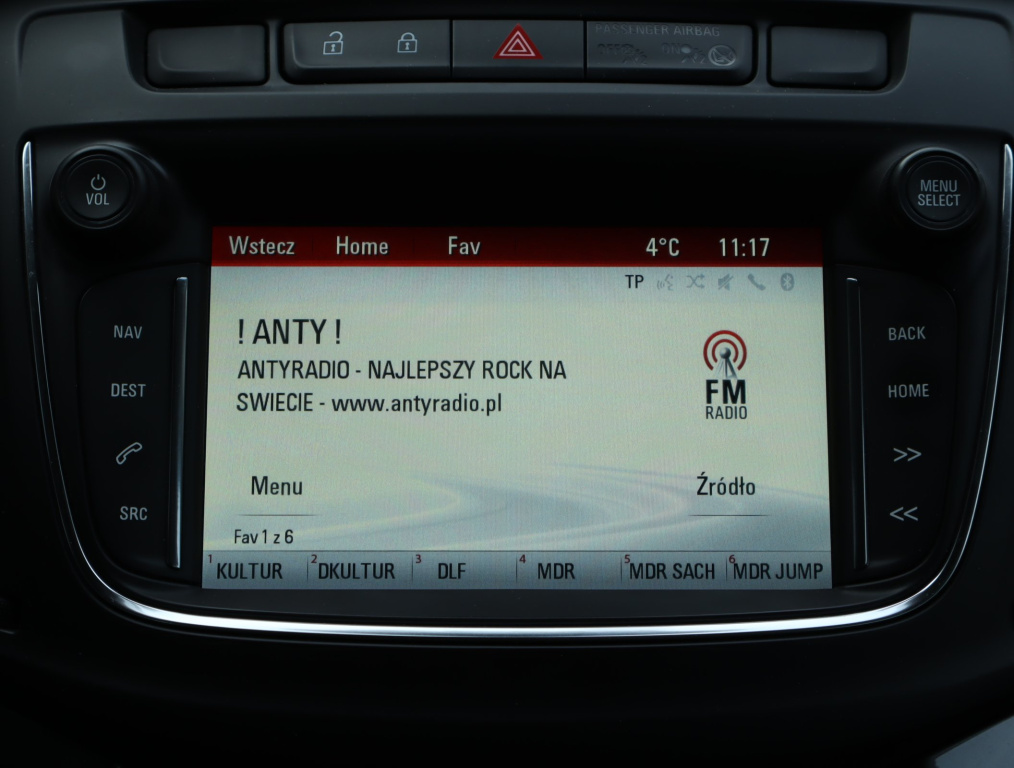 PASSENGER AIRBAG
OFF ON
VOL
MENU
SELECT
Wstecz Home Fav 4°C 11:17
TP
! ANTY !
ANTYRADIO - NAJLEPSZY ROCK NA
SWIECIE - www.antyradio.pl
FM
RADIO
Menu Źródło
Fav 1 z 6
1 KULTUR 2 DKULTUR 3 DLF 4 MDR 5 MDR SACH 6 MDR JUMP
NAV
DEST
SRC
BACK
HOME
>>
<<